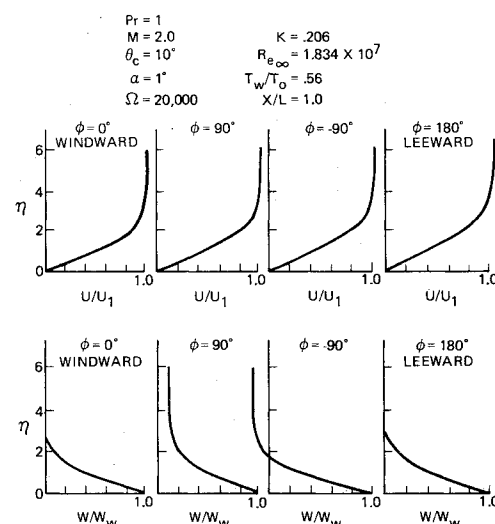 Pr = 1
M = 2.0 K = .206
θc = 10° Re∞ = 1.834 X 10⁷
α = 1° Tw/To = .56
Ω = 20,000 X/L = 1.0
ϕ = 0° ϕ = 90° ϕ = -90° ϕ = 180°
WINDWARD LEEWARD
6
4
η
2
0
1.0 1.0 1.0 1.0
U/U1 U/U1 U/U1 U/U1
ϕ = 0° ϕ = 90° ϕ = -90° ϕ = 180°
WINDWARD LEEWARD
6
4
η
2
0
1.0 1.0 1.0 1.0
W/Ww W/Ww W/Ww W/Ww